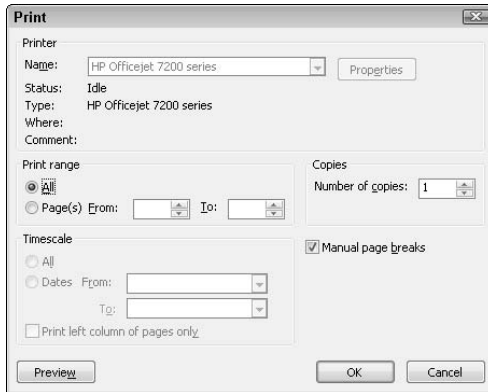 Print
Printer
Name: HP Officejet 7200 series Properties
Status: Idle
Type: HP Officejet 7200 series
Where:
Comment:
Print range
All
Page(s) From: To:
Copies
Number of copies: 1
Timescale
All
Dates From:
To:
Print left column of pages only
Manual page breaks
Preview OK Cancel